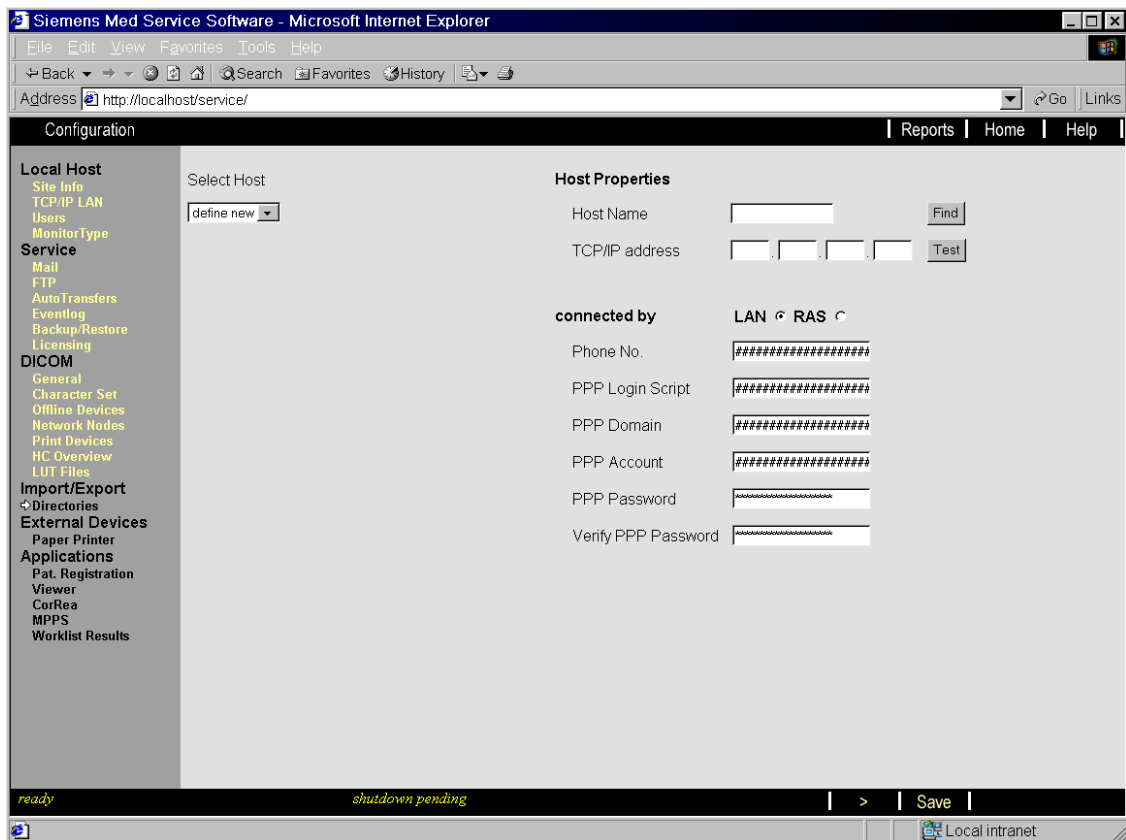 Siemens Med Service Software - Microsoft Internet Explorer
File Edit View Favorites Tools Help
Back Search Favorites History
Address http://localhost/service/ Go Links
Configuration Reports Home Help
Local Host
Site Info
TCP/IP LAN
Users
MonitorType
Service
Mail
FTP
AutoTransfers
Eventlog
Backup/Restore
Licensing
DICOM
General
Character Set
Offline Devices
Network Nodes
Print Devices
HC Overview
LUT Files
Import/Export
Directories
External Devices
Paper Printer
Applications
Pat. Registration
Viewer
CorRea
MPPS
Worklist Results
Select Host
define new
Host Properties
Host Name Find
TCP/IP address . . . Test
connected by LAN RAS
Phone No. ####################
PPP Login Script ####################
PPP Domain ####################
PPP Account ####################
PPP Password ********************
Verify PPP Password ********************
ready shutdown pending > Save
Local intranet